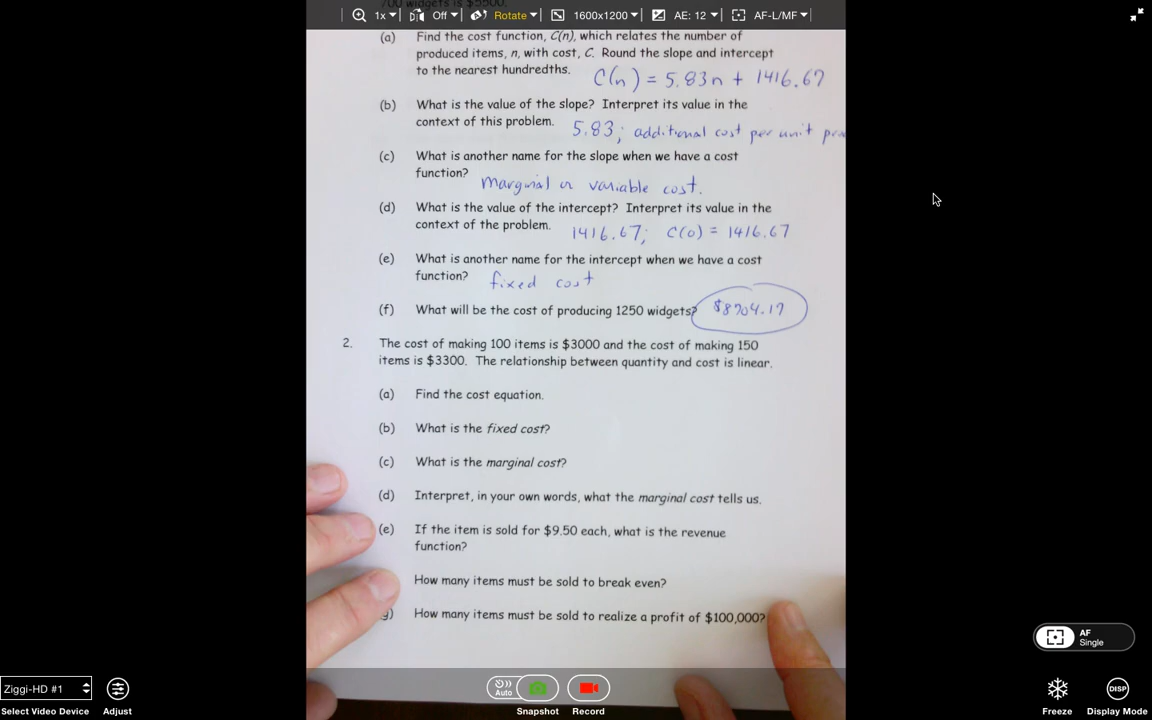 700 widgets is $5500.
1x Off Rotate 1600x1200 AE: 12 AF-L/MF
(a) Find the cost function, C(n), which relates the number of
produced items, n, with cost, C. Round the slope and intercept
to the nearest hundredths. C(n) = 5.83n + 1416.67
(b) What is the value of the slope? Interpret its value in the
context of this problem. 5.83; additional cost per unit
(c) What is another name for the slope when we have a cost
function? Marginal or variable cost.
(d) What is the value of the intercept? Interpret its value in the
context of the problem. 1416.67; C(0) = 1416.67
(e) What is another name for the intercept when we have a cost
function? fixed cost
(f) What will be the cost of producing 1250 widgets? $8704.17
2. The cost of making 100 items is $3000 and the cost of making 150
items is $3300. The relationship between quantity and cost is linear.
(a) Find the cost equation.
(b) What is the fixed cost?
(c) What is the marginal cost?
(d) Interpret, in your own words, what the marginal cost tells us.
(e) If the item is sold for $9.50 each, what is the revenue
function?
How many items must be sold to break even?
g) How many items must be sold to realize a profit of $100,000?
AF
Single
Ziggi-HD #1
Auto
Select Video Device Adjust Snapshot Record Freeze Display Mode
DISP